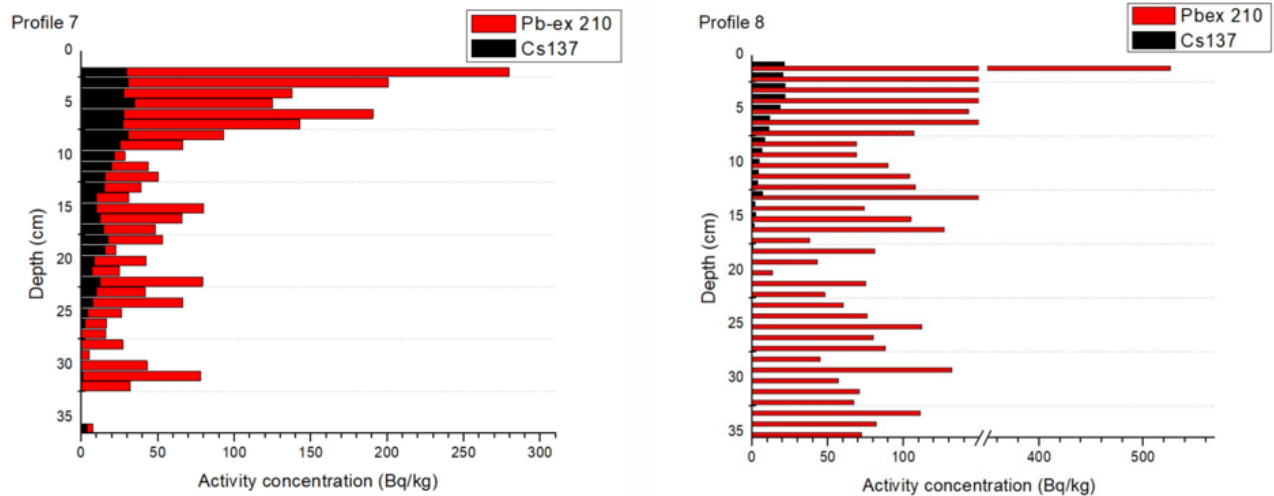 Profile 7
Pb-ex 210
Cs137
0
5
10
15
20
25
30
35
Depth (cm)
0 50 100 150 200 250 300
Activity concentration (Bq/kg)
Profile 8
Pbex 210
Cs137
0
5
10
15
20
25
30
35
Depth (cm)
0 50 100 400 500
Activity concentration (Bq/kg)